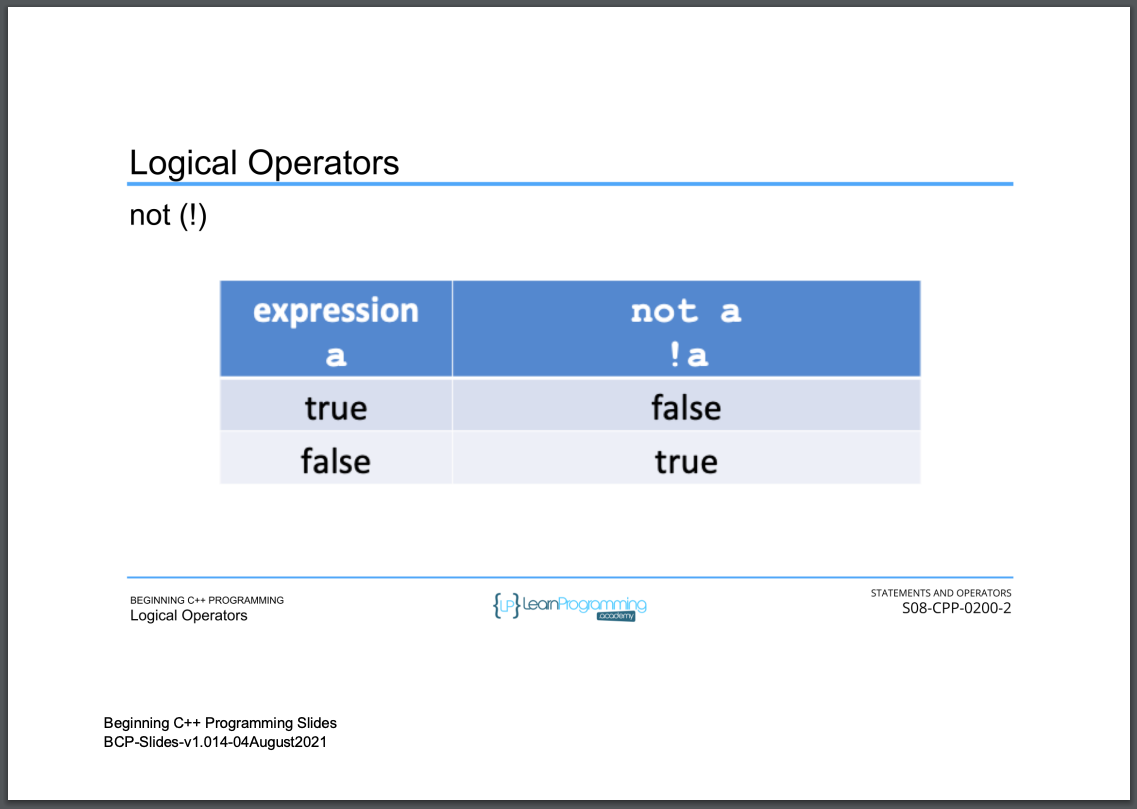 Logical Operators
not (!)
expression
a
not a
!a
true
false
false
true
BEGINNING C++ PROGRAMMING
Logical Operators
{LP} LearnProgramming
academy
STATEMENTS AND OPERATORS
S08-CPP-0200-2
Beginning C++ Programming Slides
BCP-Slides-v1.014-04August2021